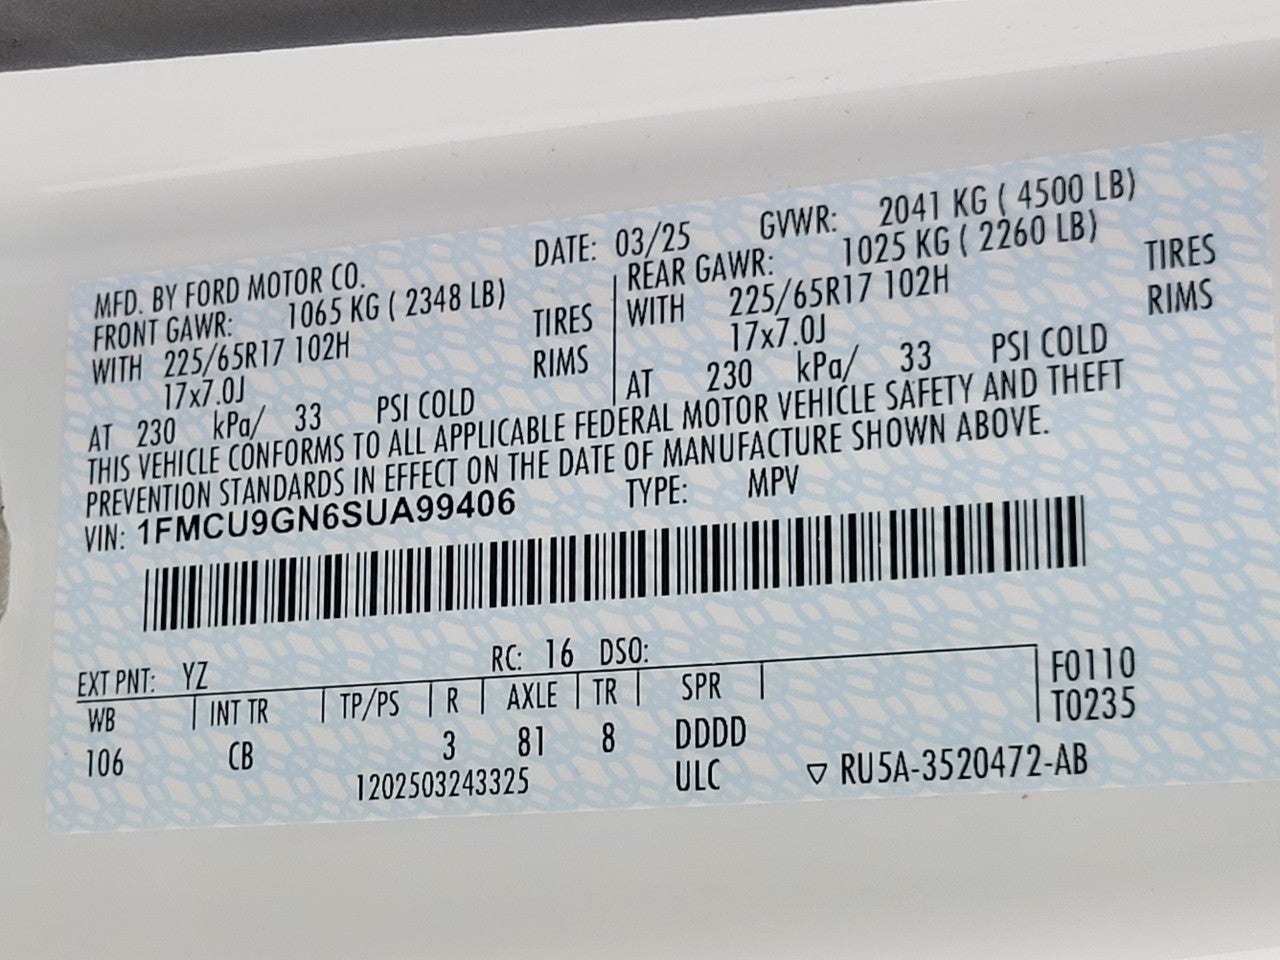 MFD. BY FORD MOTOR CO.
DATE: 03/25
GVWR: 2041 KG ( 4500 LB)
FRONT GAWR: 1065 KG ( 2348 LB)
WITH 225/65R17 102H TIRES
17x7.0J RIMS
AT 230 kPa/ 33 PSI COLD
REAR GAWR: 1025 KG ( 2260 LB)
WITH 225/65R17 102H TIRES
17x7.0J RIMS
AT 230 kPa/ 33 PSI COLD
THIS VEHICLE CONFORMS TO ALL APPLICABLE FEDERAL MOTOR VEHICLE SAFETY AND THEFT
PREVENTION STANDARDS IN EFFECT ON THE DATE OF MANUFACTURE SHOWN ABOVE.
VIN: 1FMCU9GN6SUA99406 TYPE: MPV
EXT PNT: YZ RC: 16 DSO:
WB INT TR TP/PS R AXLE TR SPR
106 CB 3 81 8 DDDD
F0110
T0235
1202503243325 ULC ▽ RU5A-3520472-AB